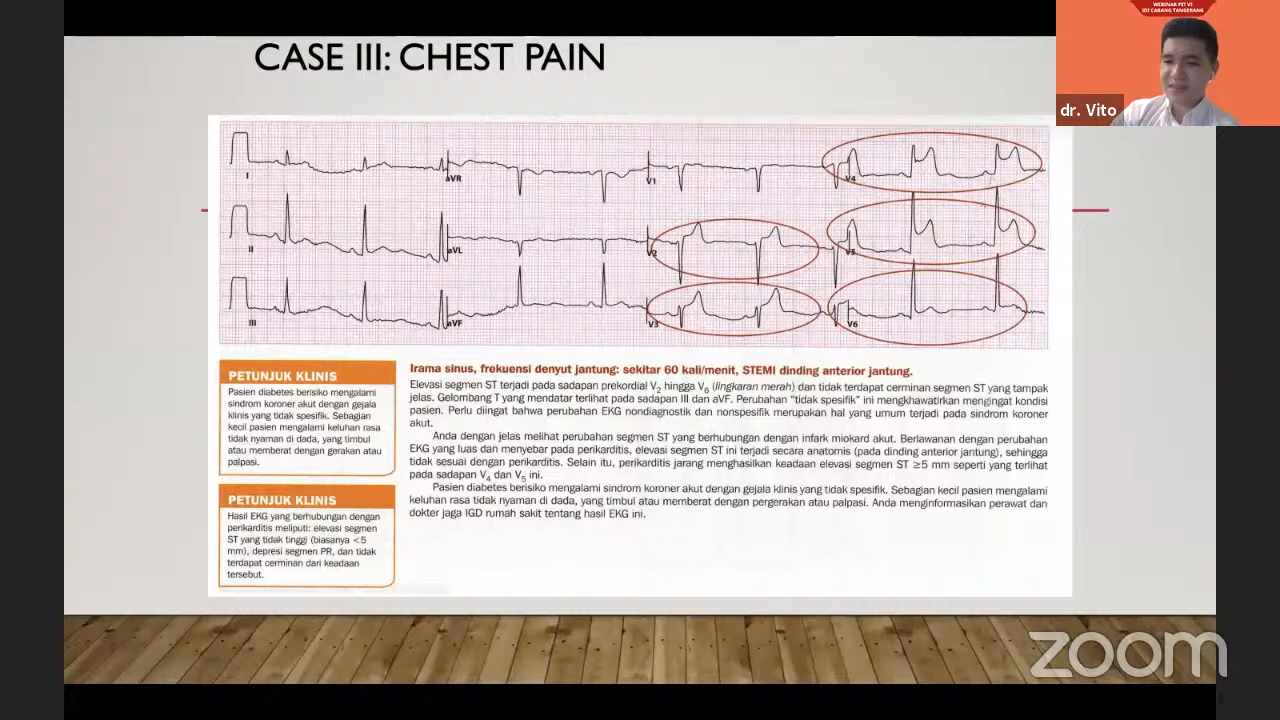 WEBINAR PIT VI
IDI CABANG TANGERANG
dr. Vito
CASE III: CHEST PAIN
I
aVR
V1
V4
II
aVL
V2
V5
III
aVF
V3
V6
PETUNJUK KLINIS
Pasien diabetes berisiko mengalami
sindrom koroner akut dengan gejala
klinis yang tidak spesifik. Sebagian
kecil pasien mengalami keluhan rasa
tidak nyaman di dada, yang timbul
atau memberat dengan gerakan atau
palpasi.
PETUNJUK KLINIS
Hasil EKG yang berhubungan dengan
perikarditis meliputi: elevasi segmen
ST yang tidak tinggi (biasanya <5
mm), depresi segmen PR, dan tidak
terdapat cerminan dari keadaan
tersebut.
Irama sinus, frekuensi denyut jantung: sekitar 60 kali/menit, STEMI dinding anterior jantung.
Elevasi segmen ST terjadi pada sadapan prekordial V2 hingga V6 (lingkaran merah) dan tidak terdapat cerminan segmen ST yang tampak
jelas. Gelombang T yang mendatar terlihat pada sadapan III dan aVF. Perubahan “tidak spesifik” ini mengkhawatirkan mengingat kondisi
pasien. Perlu diingat bahwa perubahan EKG nondiagnostik dan nonspesifik merupakan hal yang umum terjadi pada sindrom koroner
akut.
Anda dengan jelas melihat perubahan segmen ST yang berhubungan dengan infark miokard akut. Berlawanan dengan perubahan
EKG yang luas dan menyebar pada perikarditis, elevasi segmen ST ini terjadi secara anatomis (pada dinding anterior jantung), sehingga
tidak sesuai dengan perikarditis. Selain itu, perikarditis jarang menghasilkan keadaan elevasi segmen ST ≥5 mm seperti yang terlihat
pada sadapan V4 dan V5 ini.
Pasien diabetes berisiko mengalami sindrom koroner akut dengan gejala klinis yang tidak spesifik. Sebagian kecil pasien mengalami
keluhan rasa tidak nyaman di dada, yang timbul atau memberat dengan pergerakan atau palpasi. Anda menginformasikan perawat dan
dokter jaga IGD rumah sakit tentang hasil EKG ini.
zoom